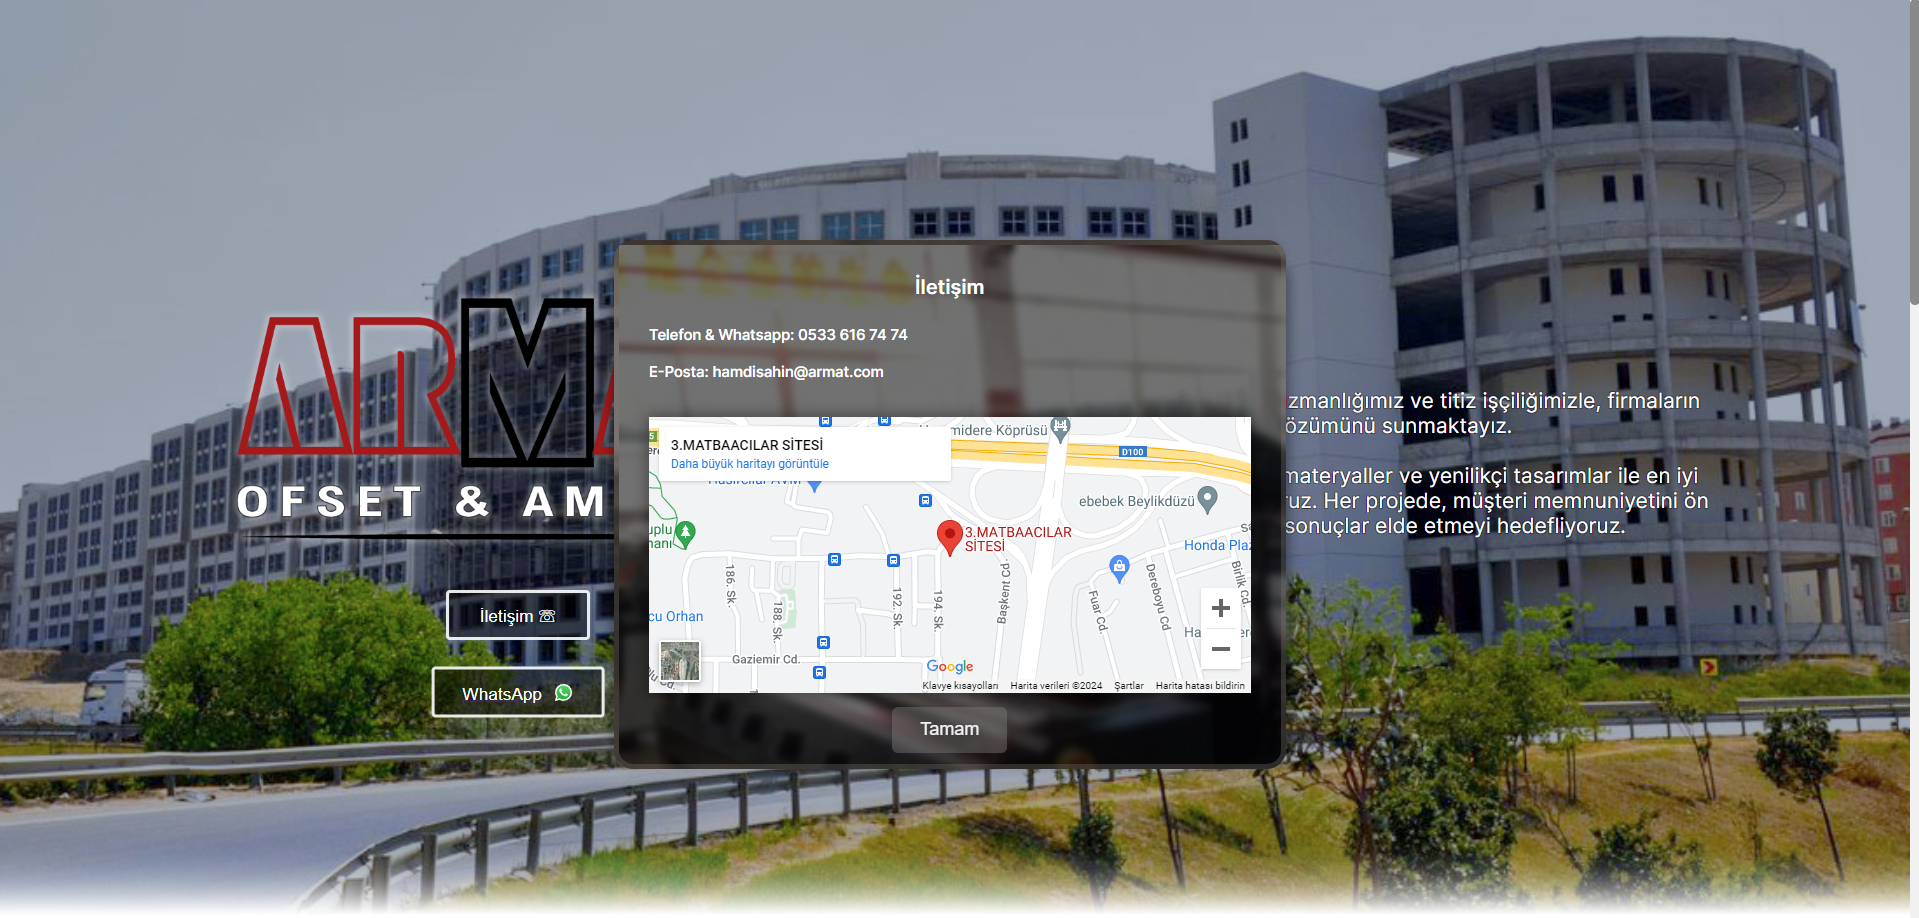 İletişim
Telefon & Whatsapp: 0533 616 74 74
E-Posta: hamdisahin@armat.com
3.MATBAACILAR SİTESİ
Daha büyük haritayı görüntüle
midere Köprüsü
D100
ebebek Beylikdüzü
3.MATBAACILAR
SİTESİ
Honda Plaz
186. Sk.
188. Sk.
192. Sk.
194. Sk.
Başkent Cd.
Fuar Cd.
Dereboyu Cd.
Birlik Cd.
cu Orhan
Gaziemir Cd.
Google
Klavye kısayolları
Harita verileri ©2024
Şartlar
Harita hatası bildirin
Tamam
ARM
OFSET & AM
İletişim ☏
WhatsApp
zmanlığımız ve titiz işçiliğimizle, firmaların
özümünü sunmaktayız.
materyaller ve yenilikçi tasarımlar ile en iyi
uz. Her projede, müşteri memnuniyetini ön
sonuçlar elde etmeyi hedefliyoruz.